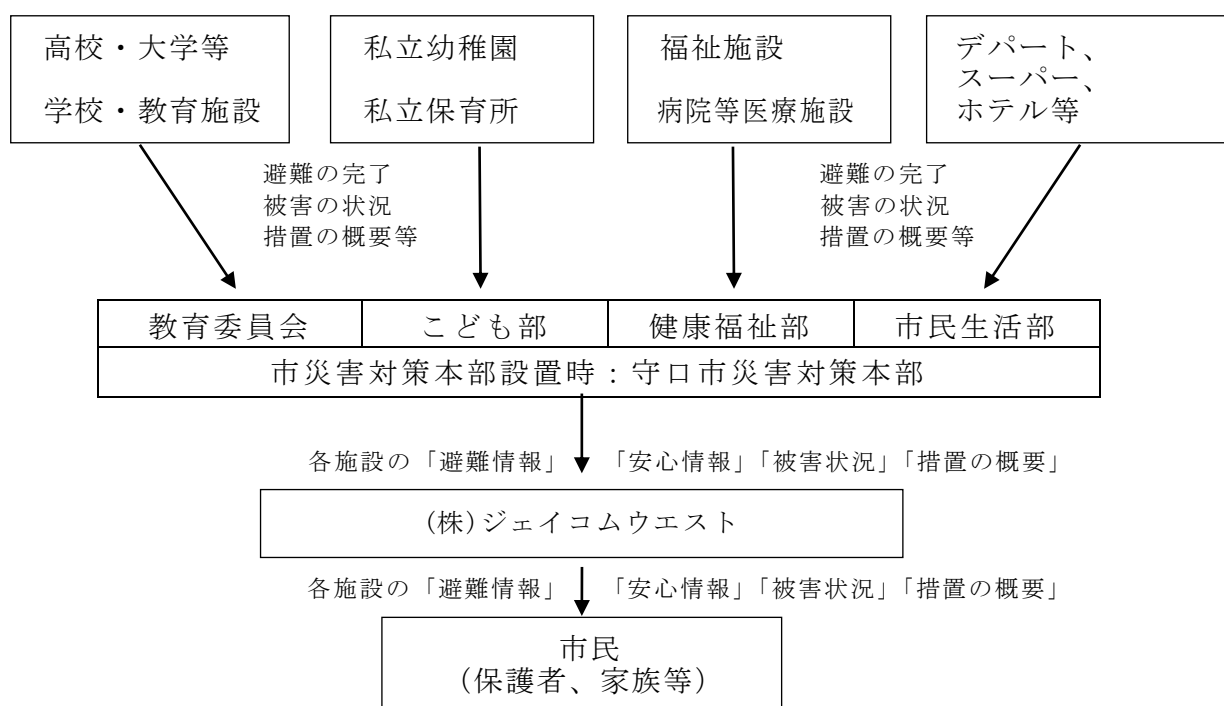 高校・大学等
学校・教育施設
私立幼稚園
私立保育所
福祉施設
病院等医療施設
デパート、
スーパー、
ホテル等
避難の完了
被害の状況
措置の概要等
避難の完了
被害の状況
措置の概要等
教育委員会
こども部
健康福祉部
市民生活部
市災害対策本部設置時：守口市災害対策本部
各施設の「避難情報」 「安心情報」「被害状況」「措置の概要」
(株)ジェイコムウエスト
各施設の「避難情報」 「安心情報」「被害状況」「措置の概要」
市民
(保護者、家族等)